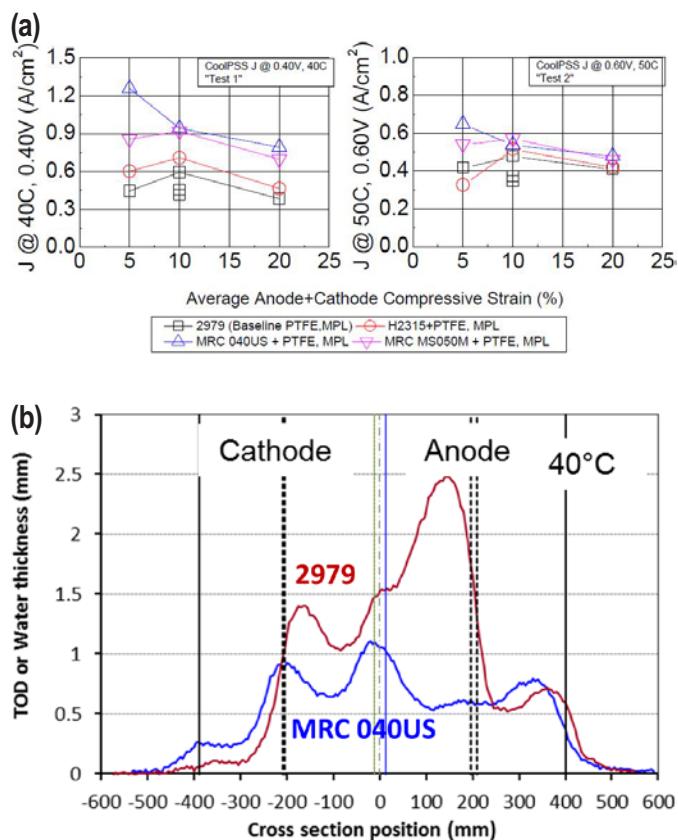 (a)
CoolPSS J @ 0.40V, 40C
"Test 1"
J @ 40C, 0.40V (A/cm²)
1.5
1.2
0.9
0.6
0.3
0.0
0 5 10 15 20 25
CoolPSS J @ 0.60V, 50C
"Test 2"
J @ 50C, 0.60V (A/cm²)
1.0
0.8
0.6
0.4
0.2
0.0
0 5 10 15 20 25
Average Anode+Cathode Compressive Strain (%)
2979 (Baseline PTFE,MPL) H2315+PTFE, MPL
MRC 040US + PTFE, MPL MRC MS050M + PTFE, MPL
(b)
TOD or Water thickness (mm)
3
2.5
2
1.5
1
0.5
0
Cathode Anode 40°C
2979
MRC 040US
-600 -500 -400 -300 -200 -100 0 100 200 300 400 500 600
Cross section position (mm)